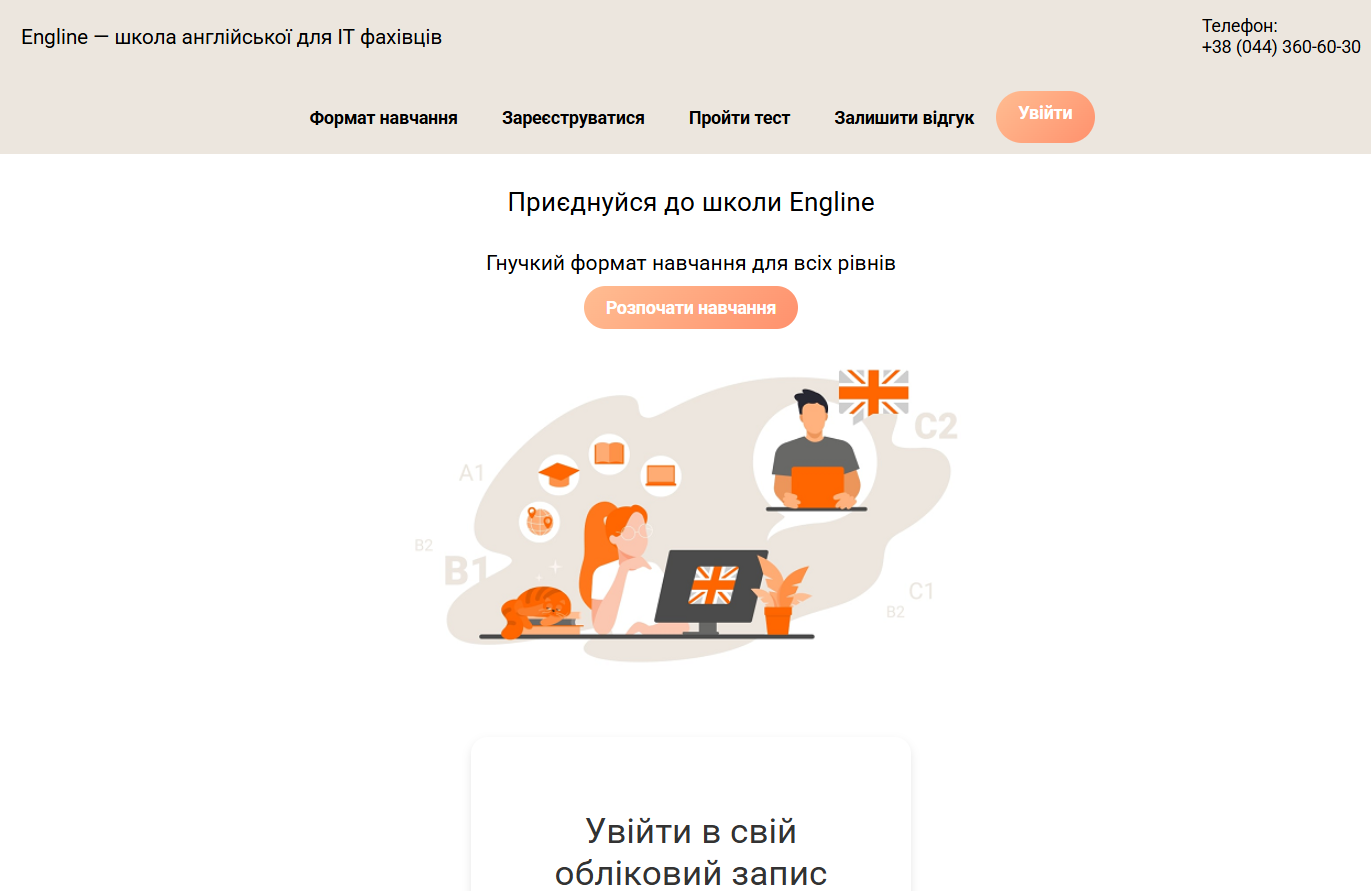 Engline — школа англійської для IT фахівців
Телефон:
+38 (044) 360-60-30
Формат навчання
Зареєструватися
Пройти тест
Залишити відгук
Увійти
Приєднуйся до школи Engline
Гнучкий формат навчання для всіх рівнів
Розпочати навчання
C2
A1
B2
B1
C1
B2
Увійти в свій
обліковий запис